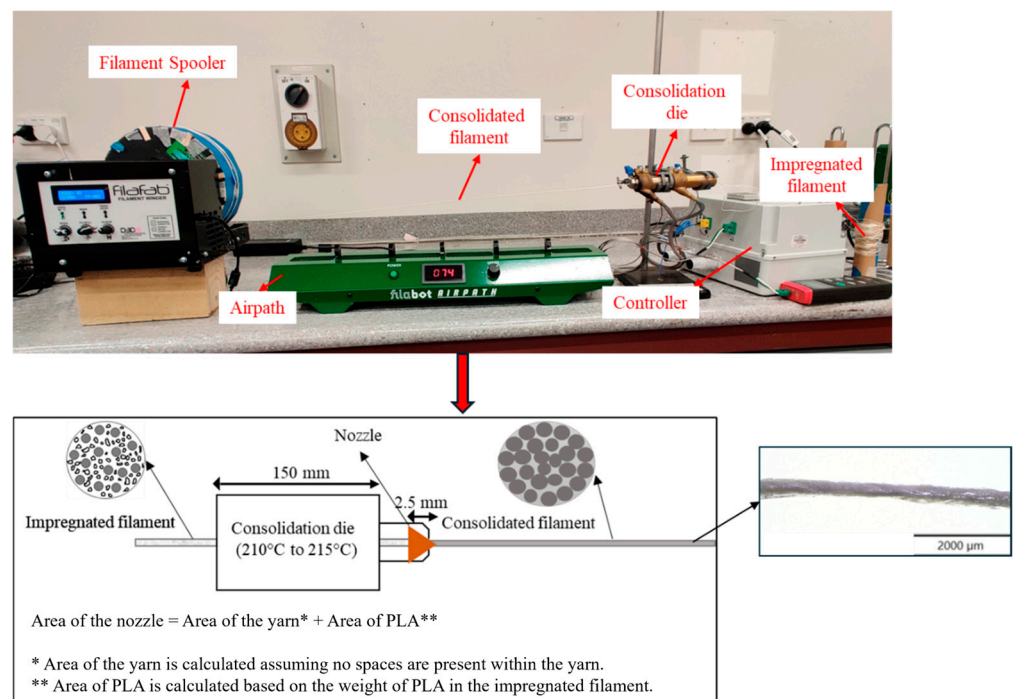 Filament Spooler
Consolidated
filament
Consolidation
die
Impregnated
filament
filafab
FILAMENT WINDER
POWER
074
filabot AIRPATH
Airpath
Controller
Nozzle
150 mm
2.5 mm
Impregnated filament
Consolidation die
(210°C to 215°C)
Consolidated filament
2000 µm
Area of the nozzle = Area of the yarn* + Area of PLA**
* Area of the yarn is calculated assuming no spaces are present within the yarn.
** Area of PLA is calculated based on the weight of PLA in the impregnated filament.